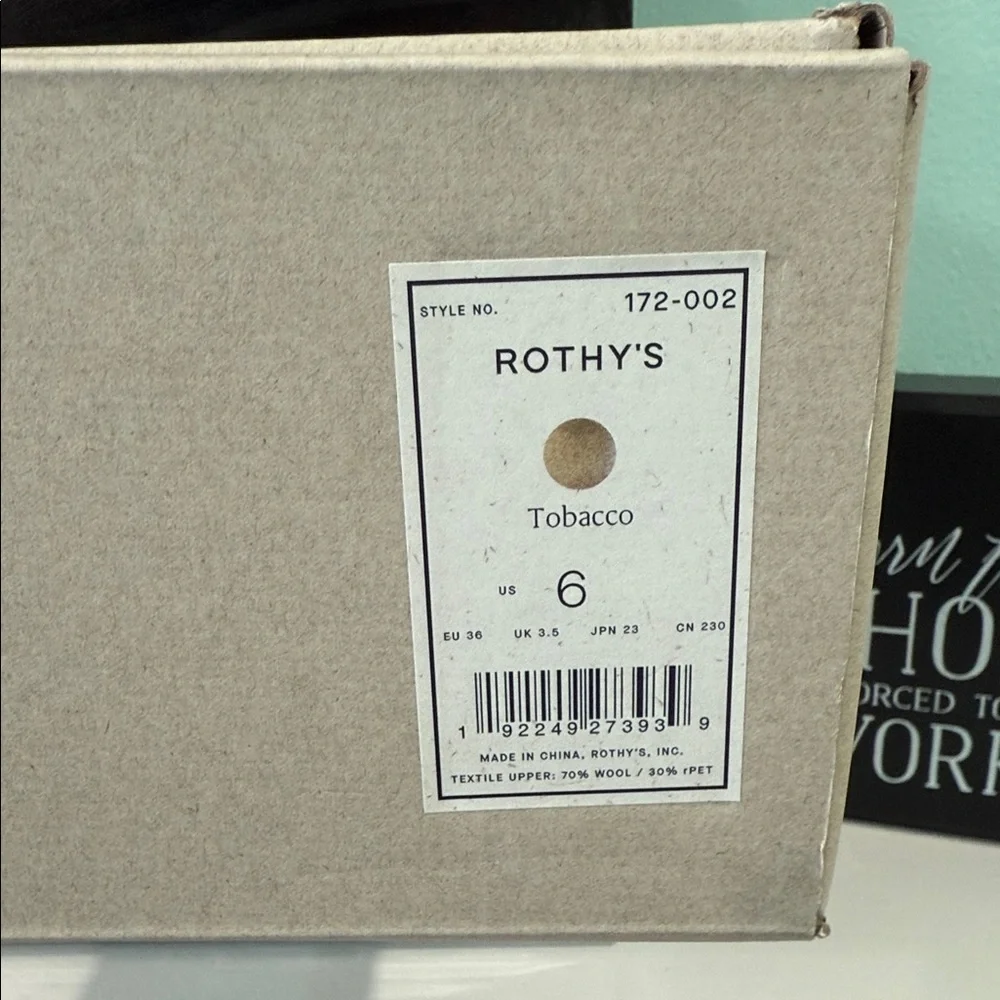 STYLE NO. 172-002
ROTHY'S
Tobacco
US 6
EU 36 UK 3.5 JPN 23 CN 230
1 92249 27393 9
MADE IN CHINA, ROTHY'S, INC.
TEXTILE UPPER: 70% WOOL / 30% rPET
HO
ORCED TO
YORK